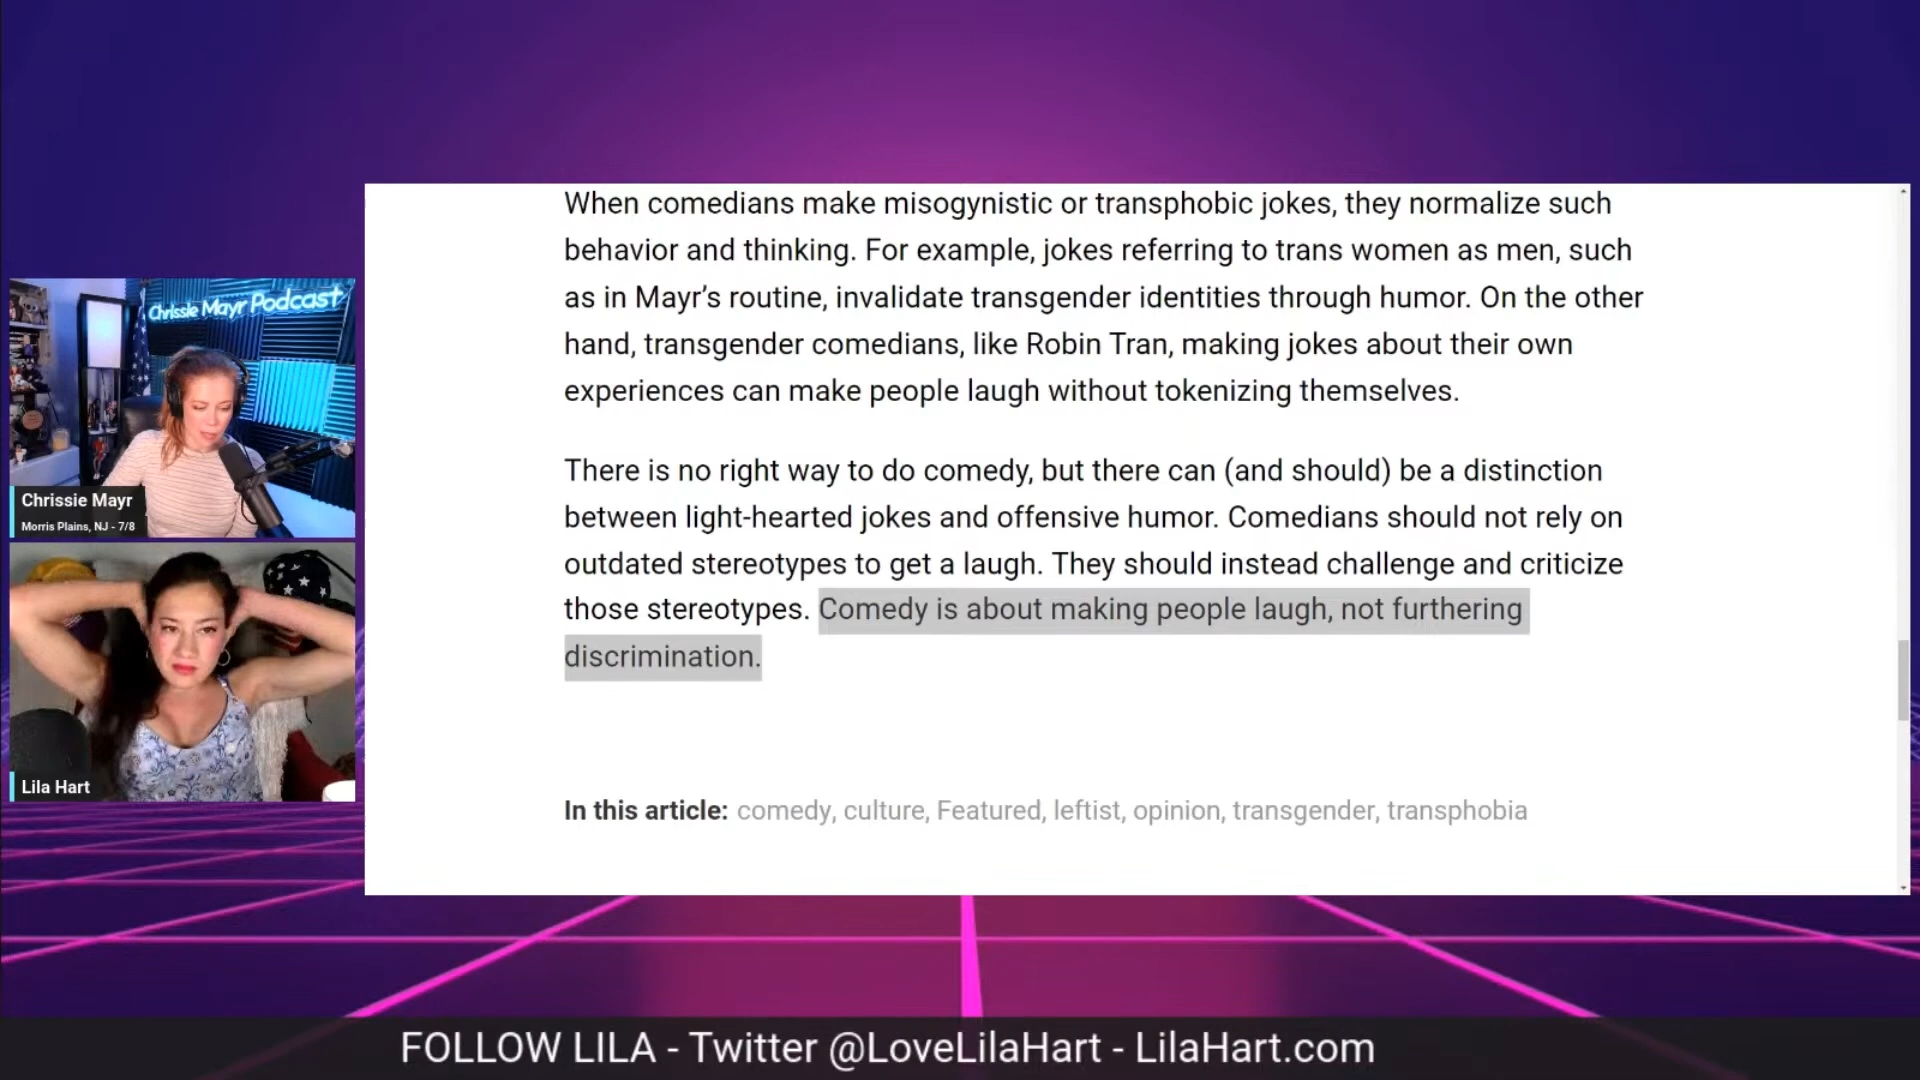 When comedians make misogynistic or transphobic jokes, they normalize such
behavior and thinking. For example, jokes referring to trans women as men, such
as in Mayr’s routine, invalidate transgender identities through humor. On the other
hand, transgender comedians, like Robin Tran, making jokes about their own
experiences can make people laugh without tokenizing themselves.
There is no right way to do comedy, but there can (and should) be a distinction
between light-hearted jokes and offensive humor. Comedians should not rely on
outdated stereotypes to get a laugh. They should instead challenge and criticize
those stereotypes. Comedy is about making people laugh, not furthering
discrimination.
In this article: comedy, culture, Featured, leftist, opinion, transgender, transphobia
Chrissie Mayr Podcast
Chrissie Mayr
Morris Plains, NJ - 7/8
Lila Hart
FOLLOW LILA - Twitter @LoveLilaHart - LilaHart.com